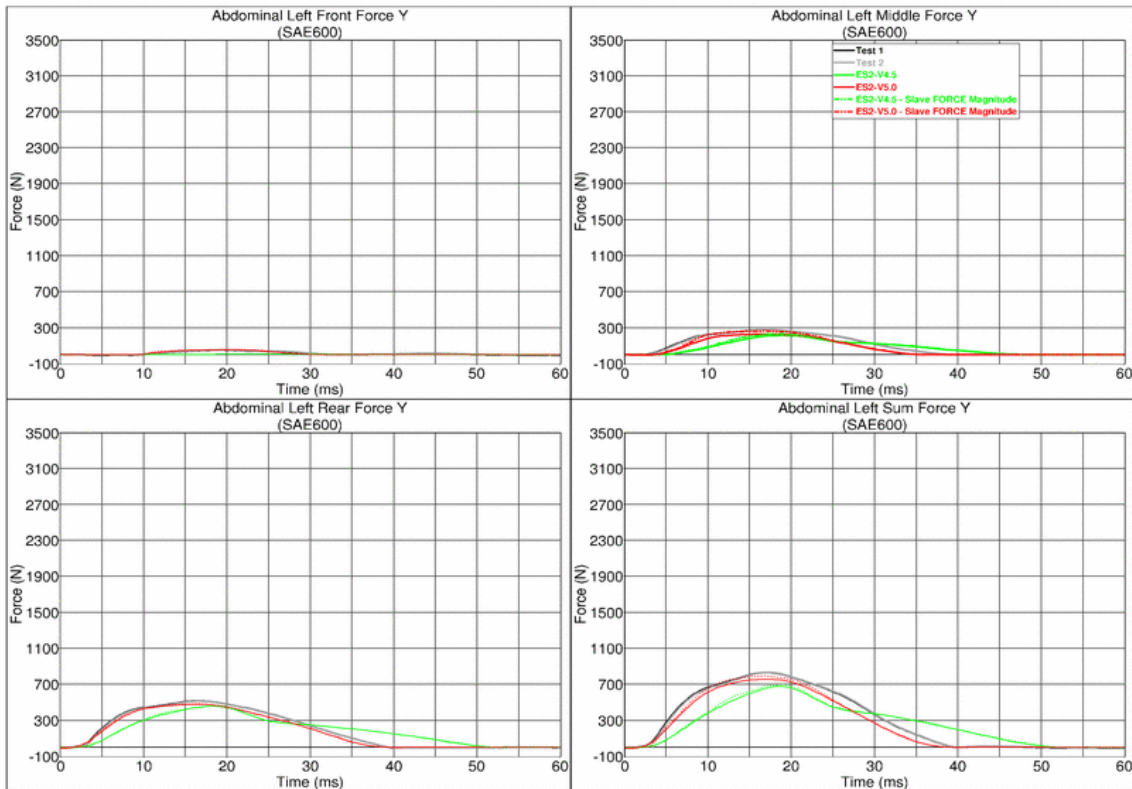 Abdominal Left Front Force Y
(SAE600)
3500
3100
2700
2300
1900
1500
1100
700
300
-100
Force (N)
0 10 20 30 40 50 60
Time (ms)
Abdominal Left Middle Force Y
(SAE600)
Test 1
Test 2
ES2-V4.5
ES2-V5.0
ES2-V4.5 - Slave FORCE Magnitude
ES2-V5.0 - Slave FORCE Magnitude
3500
3100
2700
2300
1900
1500
1100
700
300
-100
Force (N)
0 10 20 30 40 50 60
Time (ms)
Abdominal Left Rear Force Y
(SAE600)
3500
3100
2700
2300
1900
1500
1100
700
300
-100
Force (N)
0 10 20 30 40 50 60
Time (ms)
Abdominal Left Sum Force Y
(SAE600)
3500
3100
2700
2300
1900
1500
1100
700
300
-100
Force (N)
0 10 20 30 40 50 60
Time (ms)